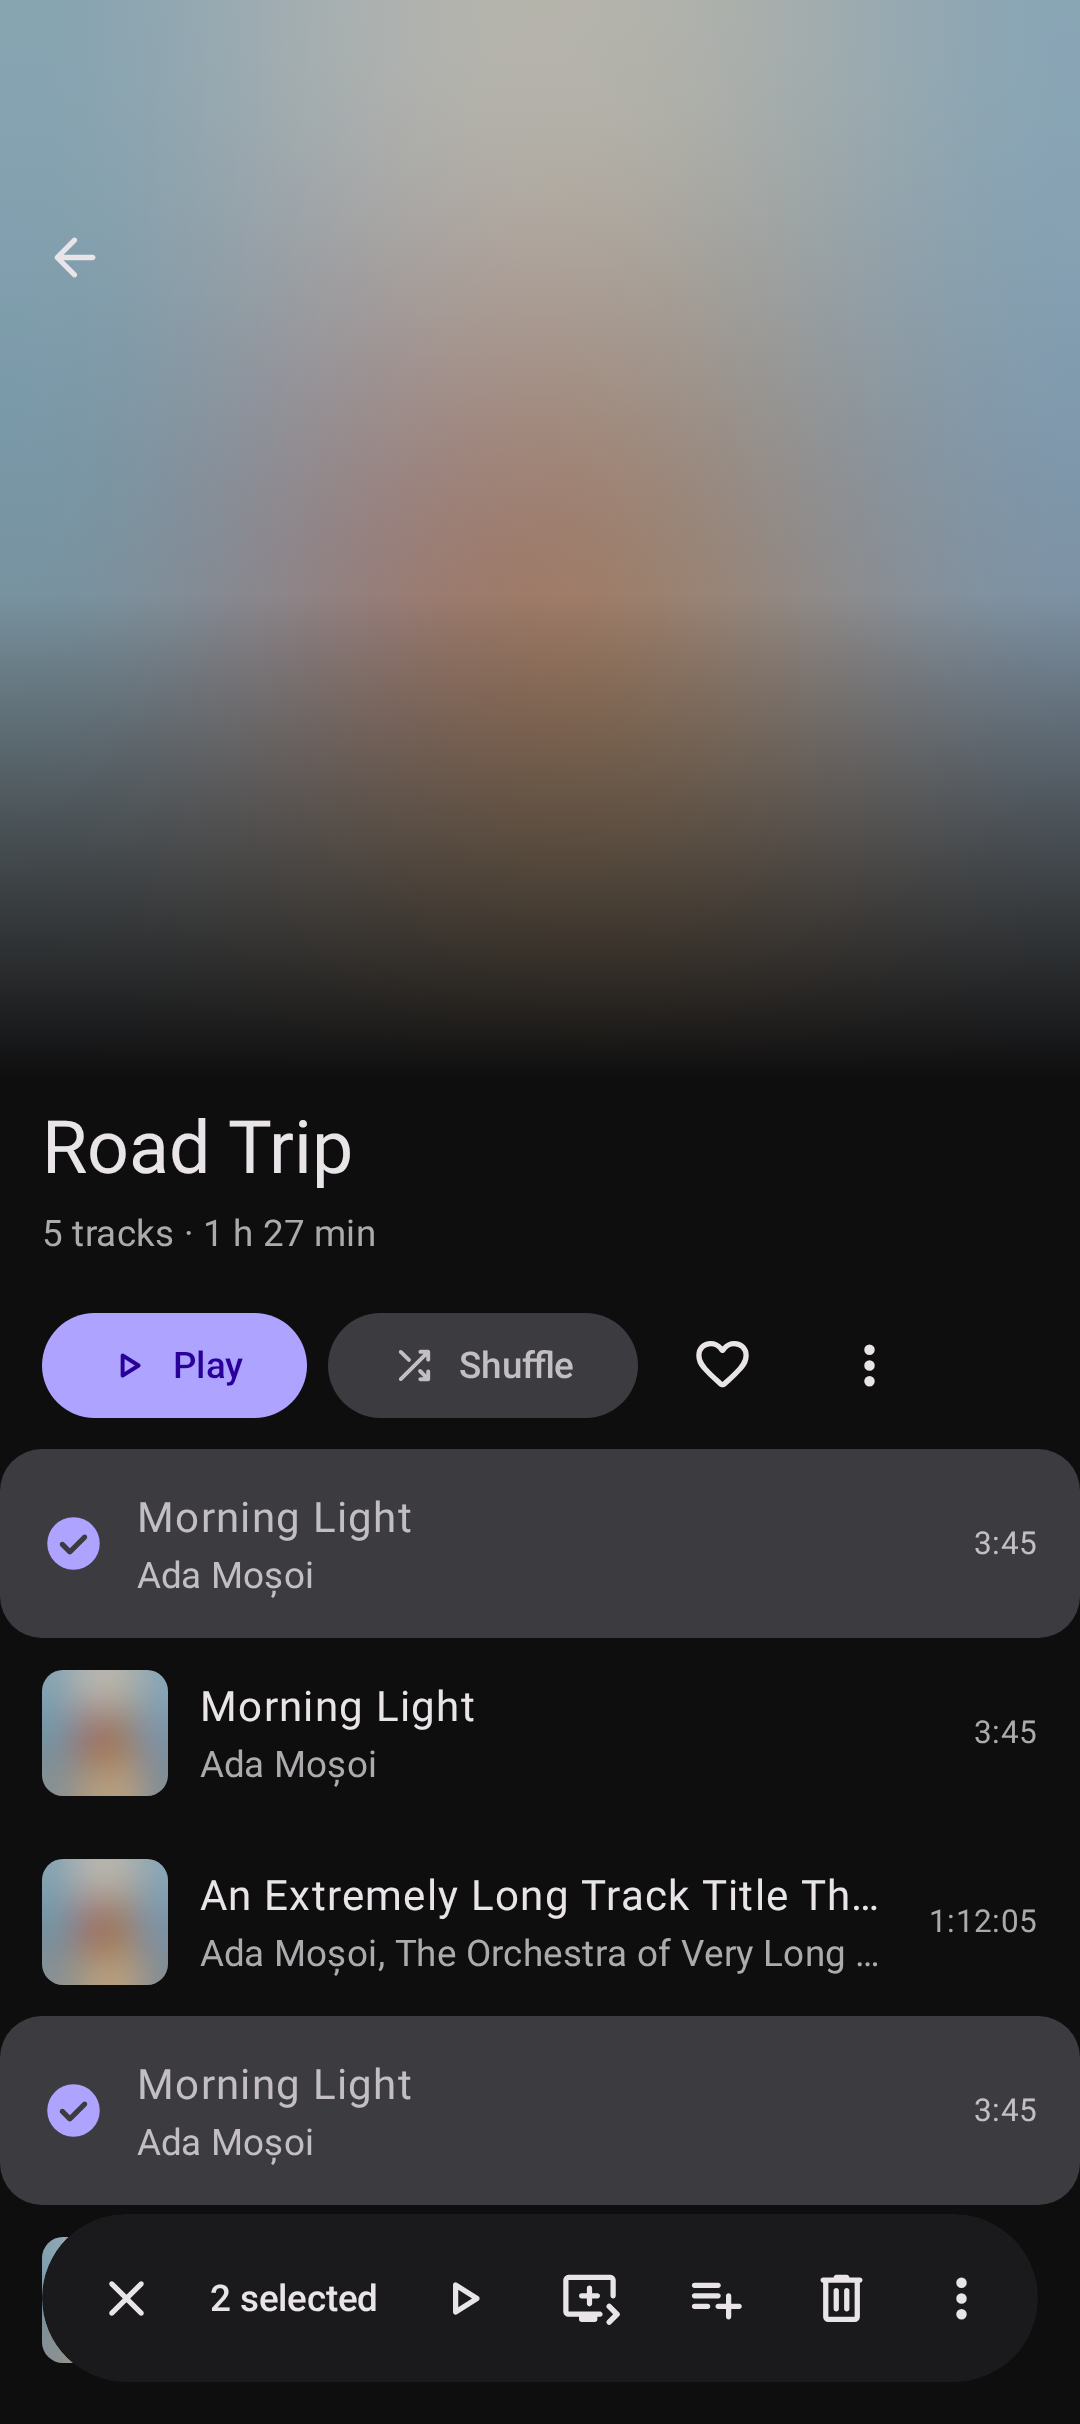 Road Trip
5 tracks · 1 h 27 min
Play
Shuffle
Morning Light
Ada Moșoi
3:45
Morning Light
Ada Moșoi
3:45
An Extremely Long Track Title Th…
Ada Moșoi, The Orchestra of Very Long …
1:12:05
Morning Light
Ada Moșoi
3:45
2 selected